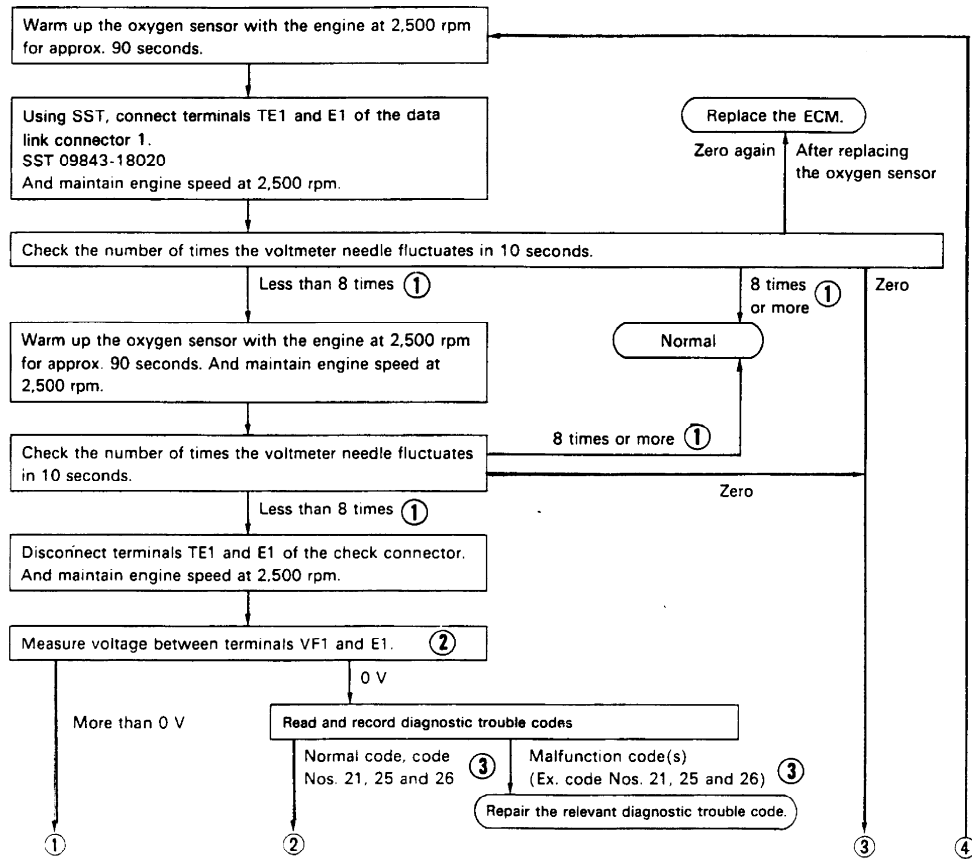 Warm up the oxygen sensor with the engine at 2,500 rpm
for approx. 90 seconds.
Using SST, connect terminals TE1 and E1 of the data
link connector 1.
SST 09843-18020
And maintain engine speed at 2,500 rpm.
Replace the ECM.
Zero again
After replacing
the oxygen sensor
Check the number of times the voltmeter needle fluctuates in 10 seconds.
Less than 8 times ①
8 times
or more ①
Zero
Warm up the oxygen sensor with the engine at 2,500 rpm
for approx. 90 seconds. And maintain engine speed at
2,500 rpm.
Normal
8 times or more ①
Check the number of times the voltmeter needle fluctuates
in 10 seconds.
Zero
Less than 8 times ①
Disconnect terminals TE1 and E1 of the check connector.
And maintain engine speed at 2,500 rpm.
Measure voltage between terminals VF1 and E1. ②
0 V
More than 0 V
Read and record diagnostic trouble codes
Normal code, code
Nos. 21, 25 and 26 ③
Malfunction code(s)
(Ex. code Nos. 21, 25 and 26) ③
Repair the relevant diagnostic trouble code.
① ② ③ ④